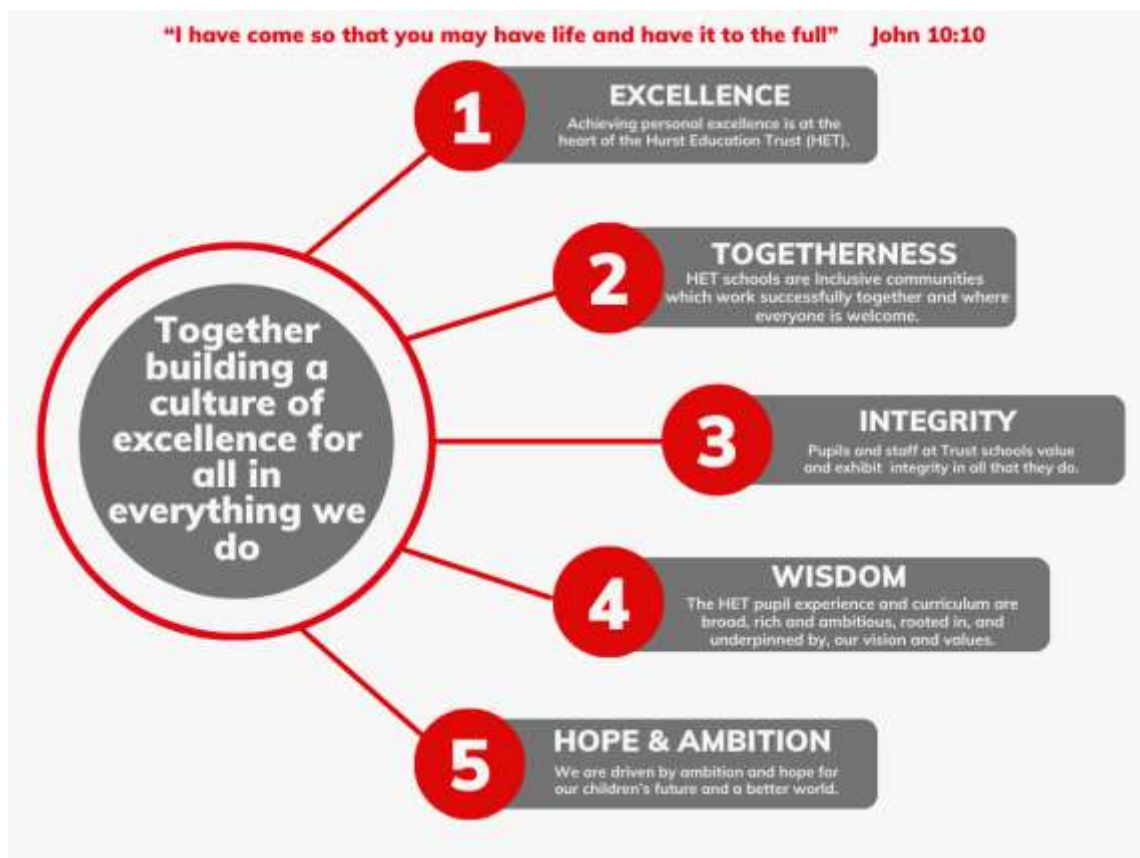 “I have come so that you may have life and have it to the full” John 10:10
1
EXCELLENCE
Achieving personal excellence is at the
heart of the Hurst Education Trust (HET).
2
TOGETHERNESS
HET schools are Inclusive communities
which work successfully together and where
everyone is welcome.
Together
building a
culture of
excellence for
all in
everything we
do
3
INTEGRITY
Pupils and staff at Trust schools value
and exhibit integrity in all that they do.
4
WISDOM
The HET pupil experience and curriculum are
broad, rich and ambitious, rooted in, and
underpinned by, our vision and values.
5
HOPE & AMBITION
We are driven by ambition and hope for
our children’s future and a better world.